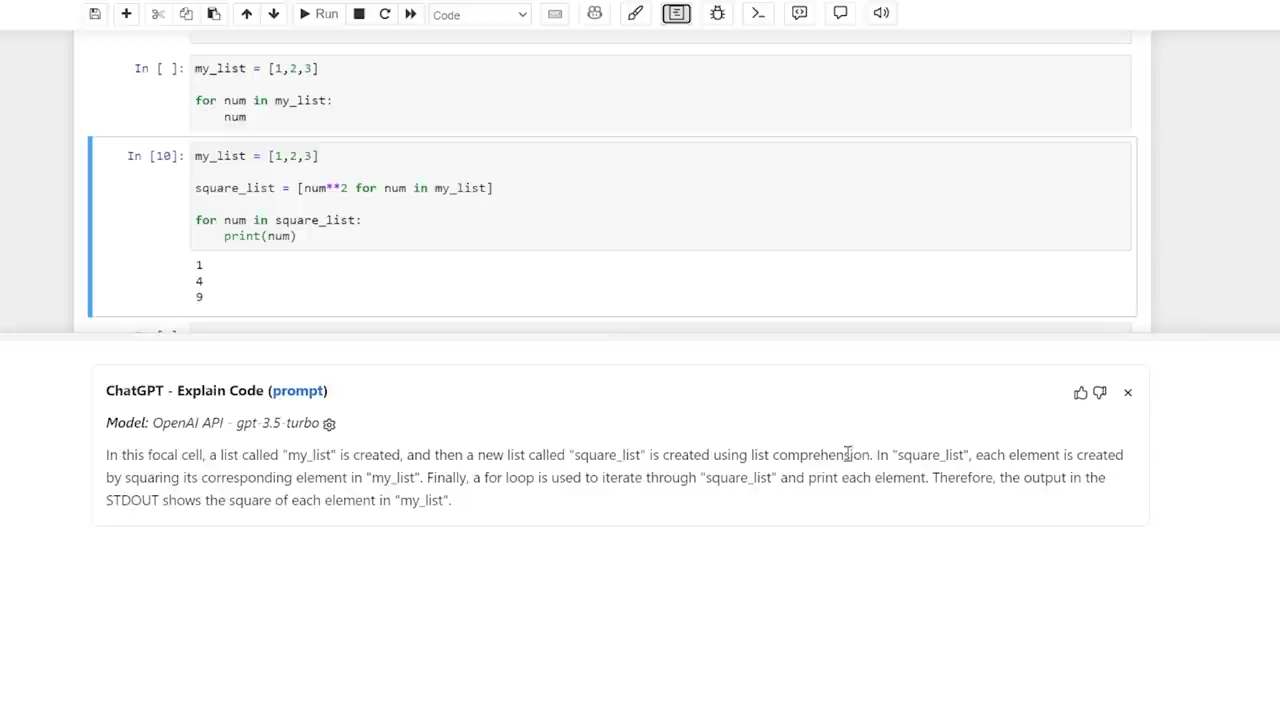 Run
Code
In [ ]:
my_list = [1,2,3]
for num in my_list:
num
In [10]:
my_list = [1,2,3]
square_list = [num**2 for num in my_list]
for num in square_list:
print(num)
1
4
9
ChatGPT - Explain Code (prompt)
Model: OpenAI API - gpt-3.5-turbo
In this focal cell, a list called "my_list" is created, and then a new list called "square_list" is created using list comprehension. In "square_list", each element is created
by squaring its corresponding element in "my_list". Finally, a for loop is used to iterate through "square_list" and print each element. Therefore, the output in the
STDOUT shows the square of each element in "my_list".